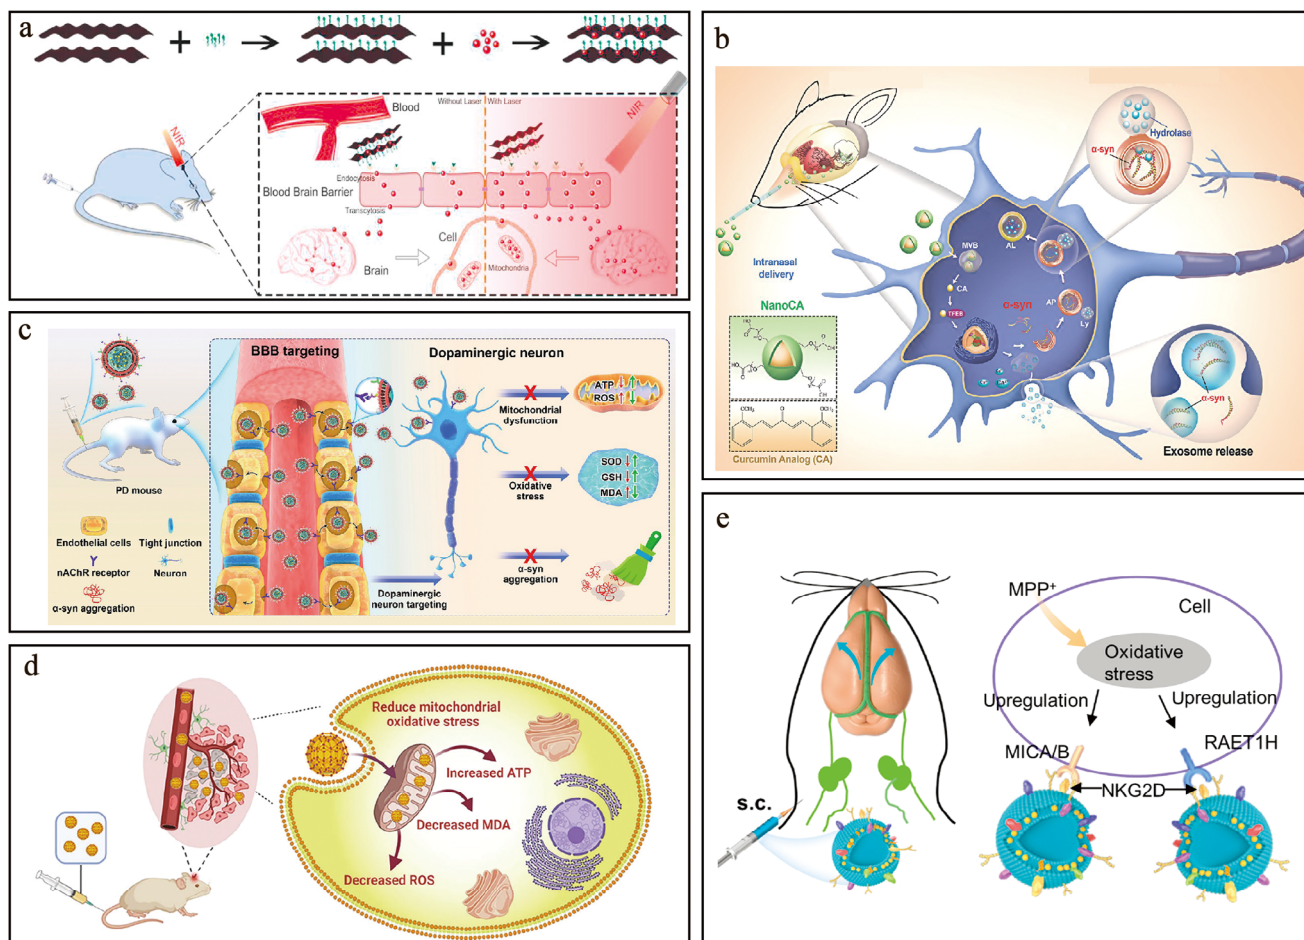 a
NIR
Blood
Without Laser
With Laser
NIR
Endocytosis
Blood Brain Barrier
Transcytosis
Cell
Mitochondria
Brain
b
Hydrolase
α-syn
Intranasal
delivery
NanoCA
MVB
AL
CA
TFEB
α-syn
AP
Ly
HO
O
OH
OCH₃
OCH₃
Curcumin Analog (CA)
α-syn
Exosome release
c
PD mouse
Endothelial cells
Tight junction
nAChR receptor
Neuron
α-syn aggregation
BBB targeting
Dopaminergic neuron
ATP
ROS
Mitochondrial
dysfunction
SOD
GSH
MDA
Oxidative
stress
α-syn
aggregation
Dopaminergic
neuron targeting
d
Reduce mitochondrial
oxidative stress
Increased ATP
Decreased MDA
Decreased ROS
e
s.c.
MPP⁺
Cell
Oxidative
stress
Upregulation
Upregulation
MICA/B
RAET1H
NKG2D